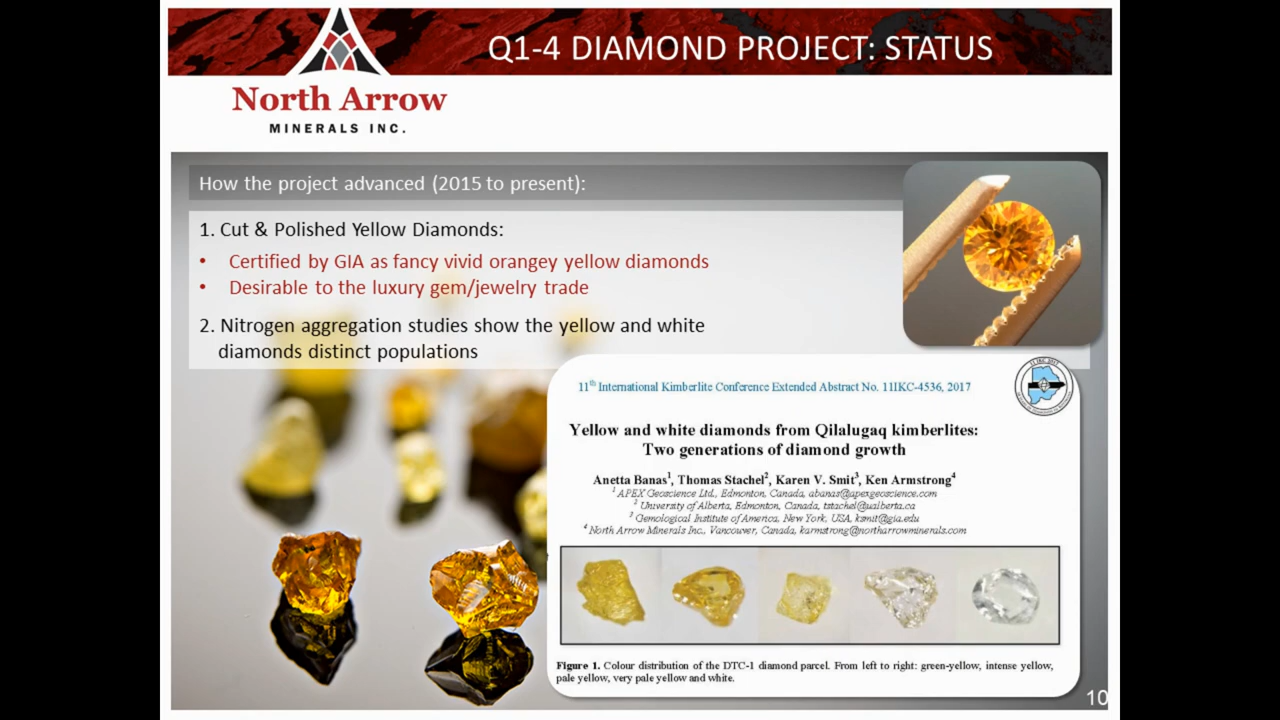 Q1-4 DIAMOND PROJECT: STATUS
North Arrow
MINERALS INC.
How the project advanced (2015 to present):
1. Cut & Polished Yellow Diamonds:
• Certified by GIA as fancy vivid orangey yellow diamonds
• Desirable to the luxury gem/jewelry trade
2. Nitrogen aggregation studies show the yellow and white
diamonds distinct populations
11th International Kimberlite Conference Extended Abstract No. 11IKC-4536, 2017
Yellow and white diamonds from Qilalugaq kimberlites:
Two generations of diamond growth
Anetta Banas1, Thomas Stachel2, Karen V. Smit3, Ken Armstrong4
1 APEX Geoscience Ltd., Edmonton, Canada, abanas@apexgeoscience.com
2 University of Alberta, Edmonton, Canada, tstachel@ualberta.ca
3 Gemological Institute of America, New York, USA, ksmit@gia.edu
4 North Arrow Minerals Inc., Vancouver, Canada, karmstrong@northarrowminerals.com
Figure 1. Colour distribution of the DTC-1 diamond parcel. From left to right: green-yellow, intense yellow,
pale yellow, very pale yellow and white.
10